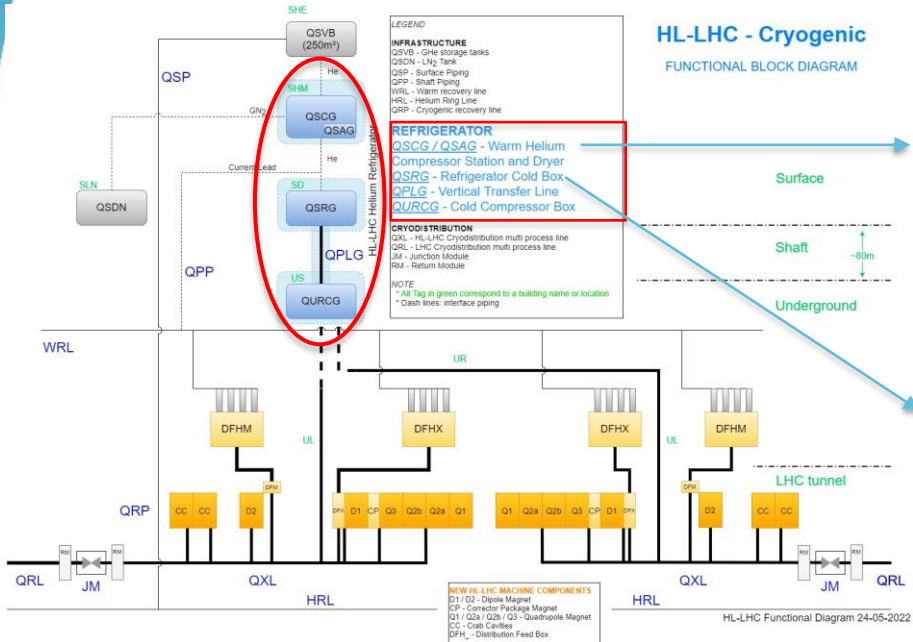 SHE
QSVB
(250m³)
HL-LHC - Cryogenic
FUNCTIONAL BLOCK DIAGRAM
LEGEND
INFRASTRUCTURE
QSVB - GHe storage tanks
QSDN - LN₂ Tank
QSP - Surface Piping
QPP - Shaft Piping
WRL - Warm recovery line
HRL - Helium Ring Line
QRP - Cryogenic recovery line
REFRIGERATOR
QSCG / QSAG - Warm Helium
Compressor Station and Dryer
QSRG - Refrigerator Cold Box
QPLG - Vertical Transfer Line
QURCG - Cold Compressor Box
CRYODISTRIBUTION
QXL - HL-LHC Cryodistribution multi process line
QRL - LHC Cryodistribution multi process line
JM - Junction Module
RM - Return Module
NOTE
* All Tag in green correspond to a building name or location
* Dash lines: interface piping
QSP
He
SHM
GN₂
QSCG
QSAG
HL-LHC Helium Refrigerator
He
Current Lead
SLN
QSDN
SD
QSRG
QPLG
QPP
US
QURCG
Surface
Shaft
~80m
Underground
WRL
UR
DFHM
DFHX
DFHX
DFHM
UL
UL
LHC tunnel
QRP
CC CC
D2
DFM
DFX D1 CP Q3 Q2b Q2a Q1
Q1 Q2a Q2b Q3 CP D1 DFX
DFM
D2
CC CC
RM
RM
RM
RM
QRL
JM
QXL
QXL
JM
QRL
HRL
HRL
NEW HL-LHC MACHINE COMPONENTS
D1 / D2 - Dipole Magnet
CP - Corrector Package Magnet
Q1 / Q2a / Q2b / Q3 - Quadrupole Magnet
CC - Crab Cavities
DFH_ - Distribution Feed Box
HL-LHC Functional Diagram 24-05-2022